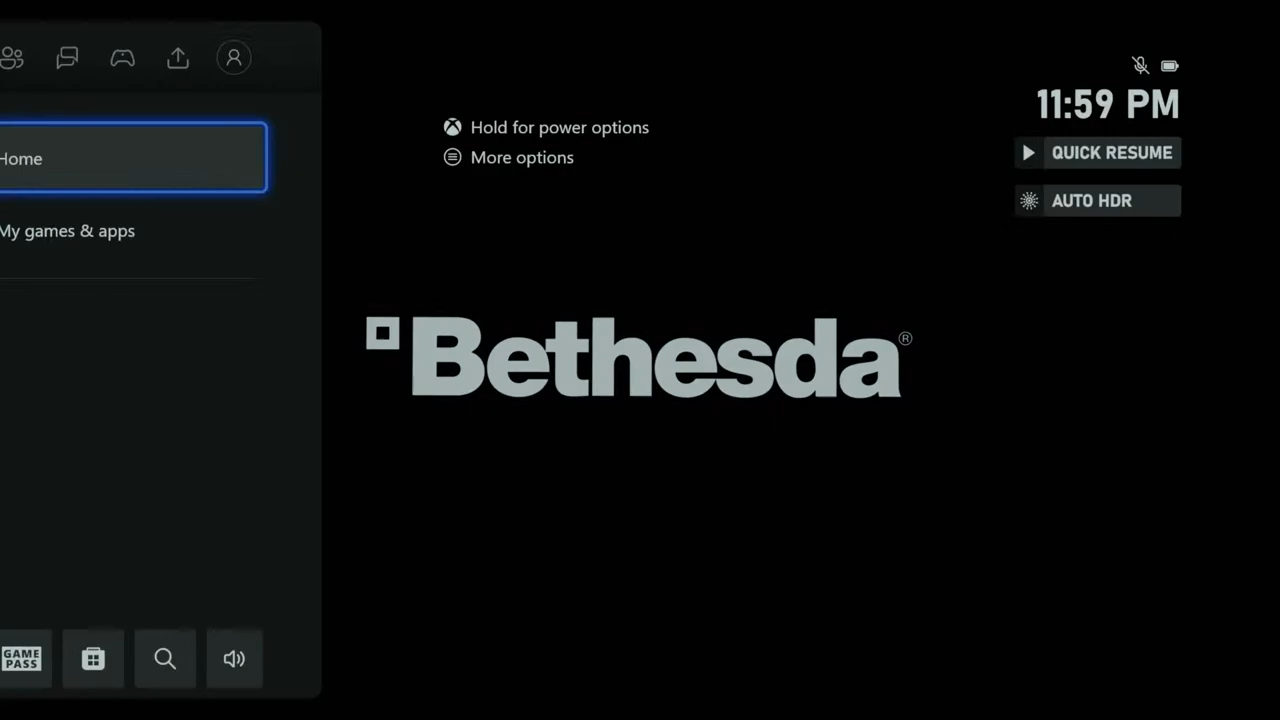 Home
My games & apps
GAME PASS
Hold for power options
More options
11:59 PM
QUICK RESUME
AUTO HDR
Bethesda®